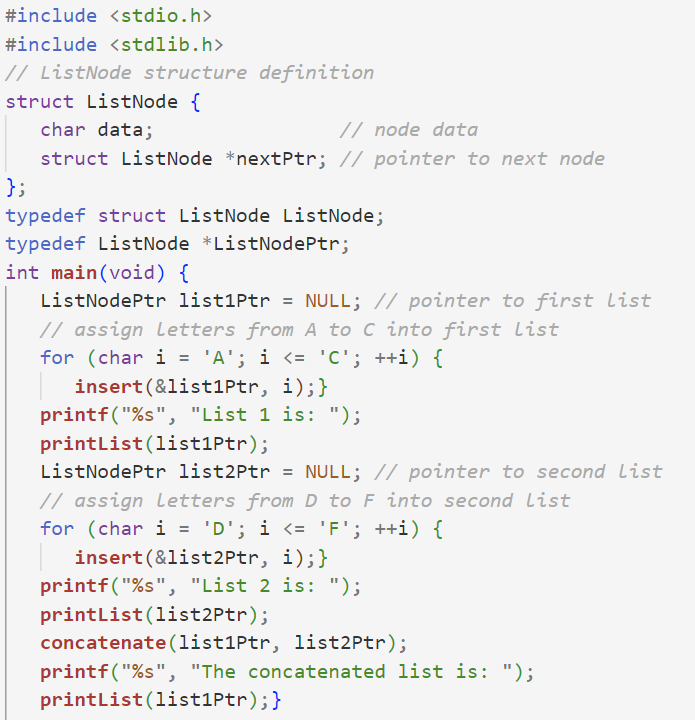 #include <stdio.h>
#include <stdlib.h>
// ListNode structure definition
struct ListNode {
   char data;                // node data
   struct ListNode *nextPtr; // pointer to next node
};
typedef struct ListNode ListNode;
typedef ListNode *ListNodePtr;
int main(void) {
   ListNodePtr list1Ptr = NULL; // pointer to first list
   // assign letters from A to C into first list
   for (char i = 'A'; i <= 'C'; ++i) {
      insert(&list1Ptr, i);}
   printf("%s", "List 1 is: ");
   printList(list1Ptr);
   ListNodePtr list2Ptr = NULL; // pointer to second list
   // assign letters from D to F into second list
   for (char i = 'D'; i <= 'F'; ++i) {
      insert(&list2Ptr, i);}
   printf("%s", "List 2 is: ");
   printList(list2Ptr);
   concatenate(list1Ptr, list2Ptr);
   printf("%s", "The concatenated list is: ");
   printList(list1Ptr);}